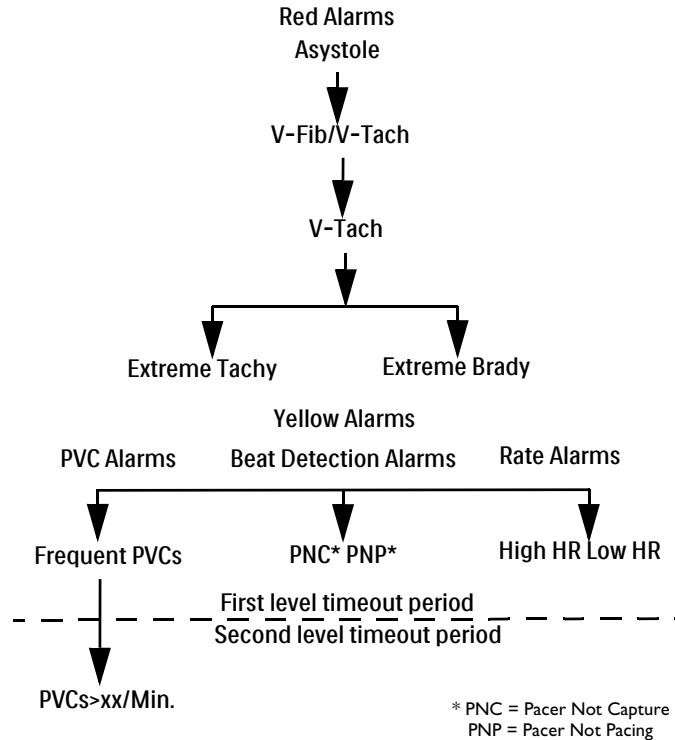 Red Alarms
Asystole
V-Fib/V-Tach
V-Tach
Extreme Tachy
Extreme Brady
Yellow Alarms
PVC Alarms
Beat Detection Alarms
Rate Alarms
Frequent PVCs
PNC* PNP*
High HR Low HR
First level timeout period
Second level timeout period
PVCs>xx/Min.
* PNC = Pacer Not Capture
PNP = Pacer Not Pacing